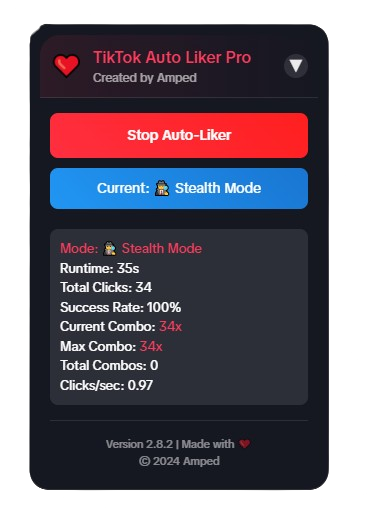 TikTok Auto Liker Pro
Created by Amped
▼
Stop Auto-Liker
Current: 🕵️ Stealth Mode
Mode: 🕵️ Stealth Mode
Runtime: 35s
Total Clicks: 34
Success Rate: 100%
Current Combo: 34x
Max Combo: 34x
Total Combos: 0
Clicks/sec: 0.97
Version 2.8.2 | Made with ❤️
© 2024 Amped